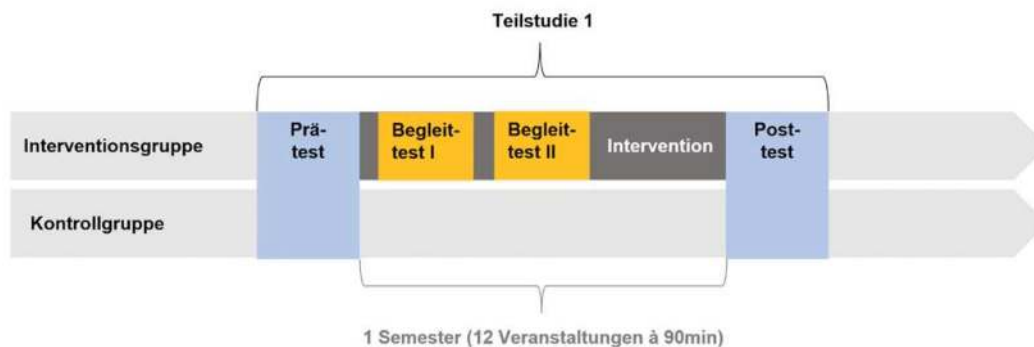 Teilstudie 1
Interventionsgruppe
Prä-
test
Begleit-
test I
Begleit-
test II
Intervention
Post-
test
Kontrollgruppe
1 Semester (12 Veranstaltungen à 90min)